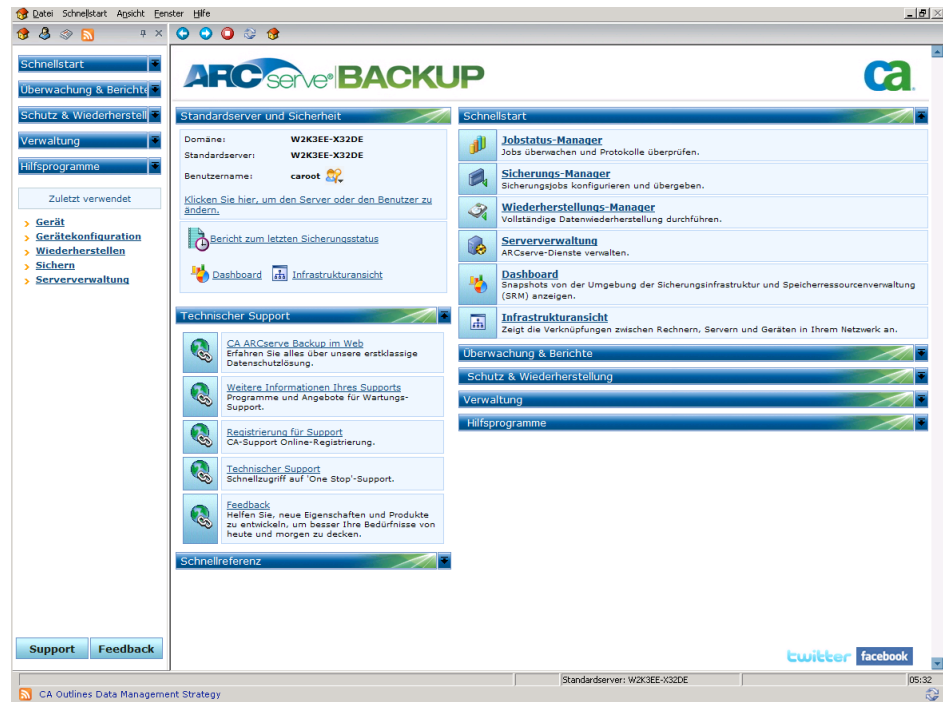 Datei Schnellstart Ansicht Fenster Hilfe
Schnellstart
Überwachung & Berichte
Schutz & Wiederherstell
Verwaltung
Hilfsprogramme
Zuletzt verwendet
Gerät
Gerätekonfiguration
Wiederherstellen
Sichern
Serververwaltung
Support Feedback
ARCserve® BACKUP
ca
Standardserver und Sicherheit
Domäne: W2K3EE-X32DE
Standardserver: W2K3EE-X32DE
Benutzername: caroot
Klicken Sie hier, um den Server oder den Benutzer zu
ändern.
Bericht zum letzten Sicherungsstatus
Dashboard Infrastrukturansicht
Technischer Support
CA ARCserve Backup im Web
Erfahren Sie alles über unsere erstklassige
Datenschutzlösung.
Weitere Informationen Ihres Supports
Programme und Angebote für Wartungs-
Support.
Registrierung für Support
CA-Support Online-Registrierung.
Technischer Support
Schnellzugriff auf 'One Stop'-Support.
Feedback
Helfen Sie, neue Eigenschaften und Produkte
zu entwickeln, um besser Ihre Bedürfnisse von
heute und morgen zu decken.
Schnellreferenz
Schnellstart
Jobstatus-Manager
Jobs überwachen und Protokolle überprüfen.
Sicherungs-Manager
Sicherungsjobs konfigurieren und übergeben.
Wiederherstellungs-Manager
Vollständige Datenwiederherstellung durchführen.
Serververwaltung
ARCserve-Dienste verwalten.
Dashboard
Snapshots von der Umgebung der Sicherungsinfrastruktur und Speicherressourcenverwaltung
(SRM) anzeigen.
Infrastrukturansicht
Zeigt die Verknüpfungen zwischen Rechnern, Servern und Geräten in Ihrem Netzwerk an.
Überwachung & Berichte
Schutz & Wiederherstellung
Verwaltung
Hilfsprogramme
twitter facebook
Standardserver: W2K3EE-X32DE 05:32
CA Outlines Data Management Strategy